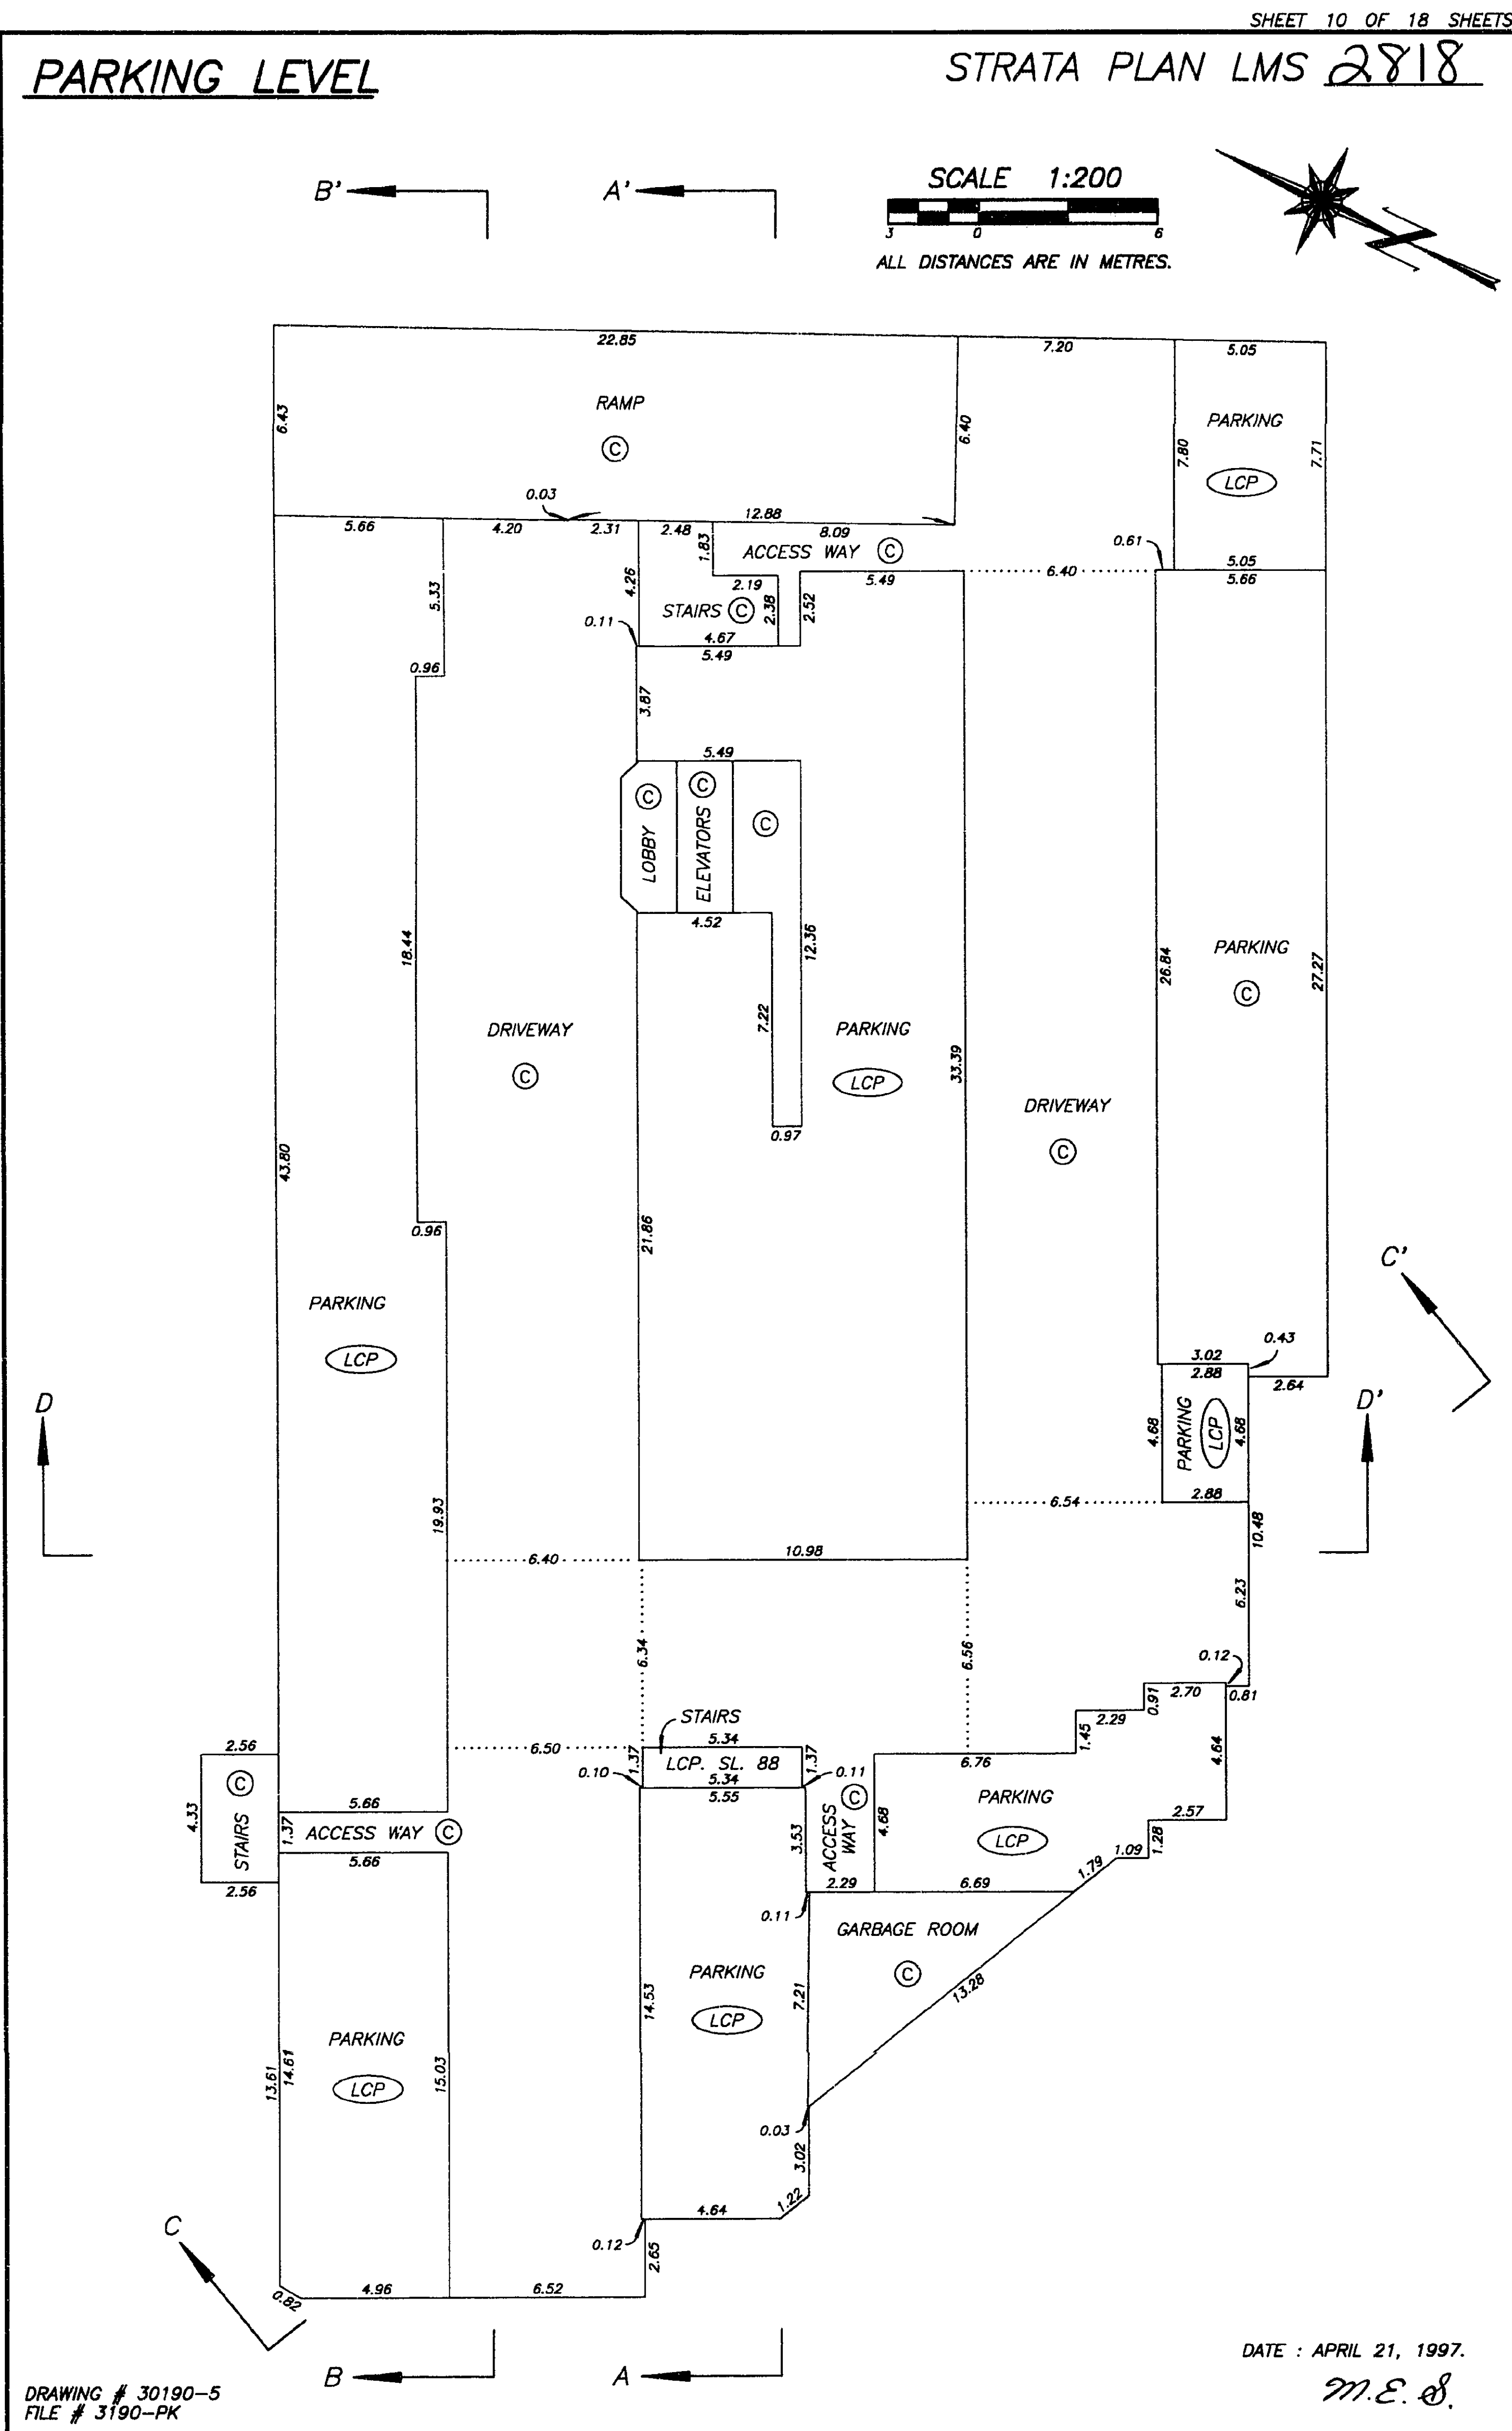 SHEET 10 OF 18 SHEETS
PARKING LEVEL
STRATA PLAN LMS 2818
B'
A'
SCALE 1:200
3 0 6
ALL DISTANCES ARE IN METRES.
22.85
7.20
5.05
RAMP
C
6.43
6.40
PARKING
LCP
7.80
7.71
0.03
12.88
5.66
4.20
2.31
2.48
8.09
1.83
ACCESS WAY C
0.61
5.05
5.33
4.26
2.19
5.49
6.40
5.66
STAIRS C
2.38
2.52
0.11
4.67
5.49
0.96
3.87
5.49
LOBBY C
ELEVATORS C
C
4.52
18.44
12.36
26.84
PARKING
C
27.27
7.22
DRIVEWAY
C
PARKING
LCP
33.39
DRIVEWAY
C
0.97
43.80
0.96
21.86
PARKING
LCP
C'
0.43
3.02
2.88
2.64
D
D'
4.68
PARKING
LCP
4.68
2.88
6.54
19.93
10.48
6.40
10.98
6.23
6.34
6.56
0.12
2.70
0.81
0.91
2.29
1.45
STAIRS
2.56
6.50
5.34
6.76
4.64
1.37
LCP. SL. 88
1.37
0.10
5.34
0.11
5.55
C
4.33
STAIRS
5.66
1.37
ACCESS WAY C
5.66
2.56
3.53
ACCESS
WAY
C
4.68
PARKING
LCP
2.57
1.28
1.09
1.79
2.29
6.69
0.11
GARBAGE ROOM
C
13.28
PARKING
LCP
14.53
7.21
PARKING
LCP
13.61
14.61
15.03
0.03
3.02
1.22
4.64
0.12
2.65
C
0.82
4.96
6.52
B
A
DATE : APRIL 21, 1997.
M.E.S.
DRAWING # 30190-5
FILE # 3190-PK